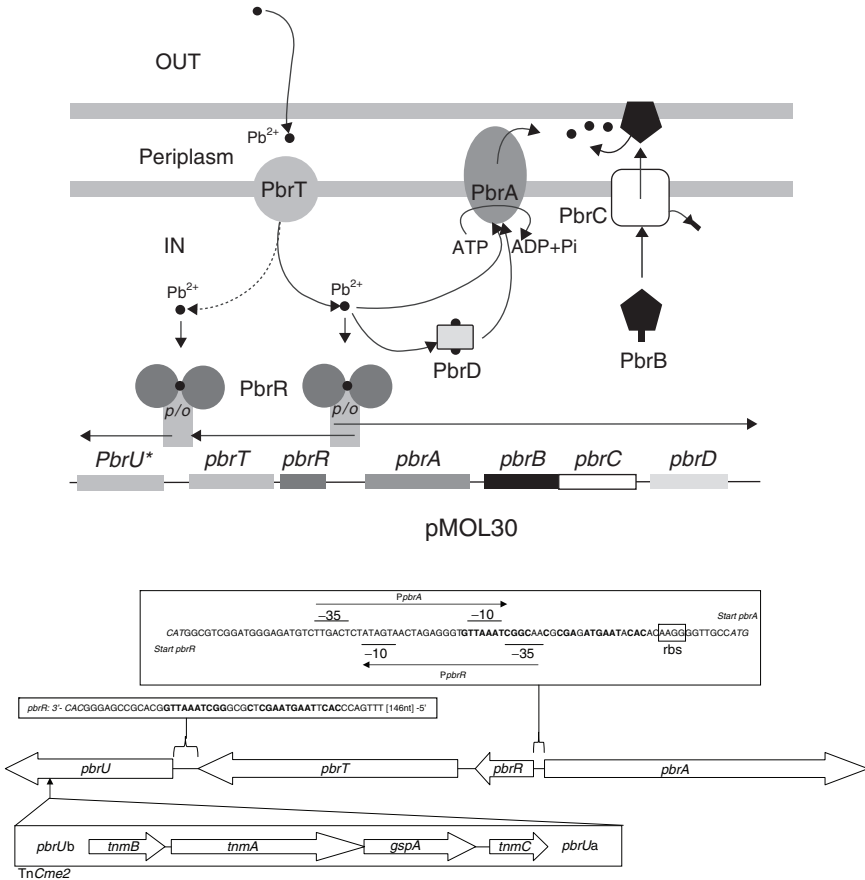 OUT
Pb2+
Periplasm
PbrT
PbrA
PbrC
ATP
ADP+Pi
IN
Pb2+
Pb2+
PbrD
PbrB
PbrR
p/o
p/o
PbrU*
pbrT
pbrR
pbrA
pbrB
pbrC
pbrD
pMOL30
PpbrA
–35
–10
Start pbrA
CATGGCGTCGGATGGGAGATGTCTTGACTCTATAGTAACTAGAGGGTGTTAAATCGGCAACGCGAGATGAATACACACAAGGGGTTGCCATG
Start pbrR
–10
–35
rbs
PpbrR
pbrR: 3'- CACGGGAGCCGCACGGTTAAATCGGGCGCTCGAATGAATTCACCCAGTTT [146nt] -5'
pbrU
pbrT
pbrR
pbrA
pbrUb
tnmB
tnmA
gspA
tnmC
pbrUa
TnCme2